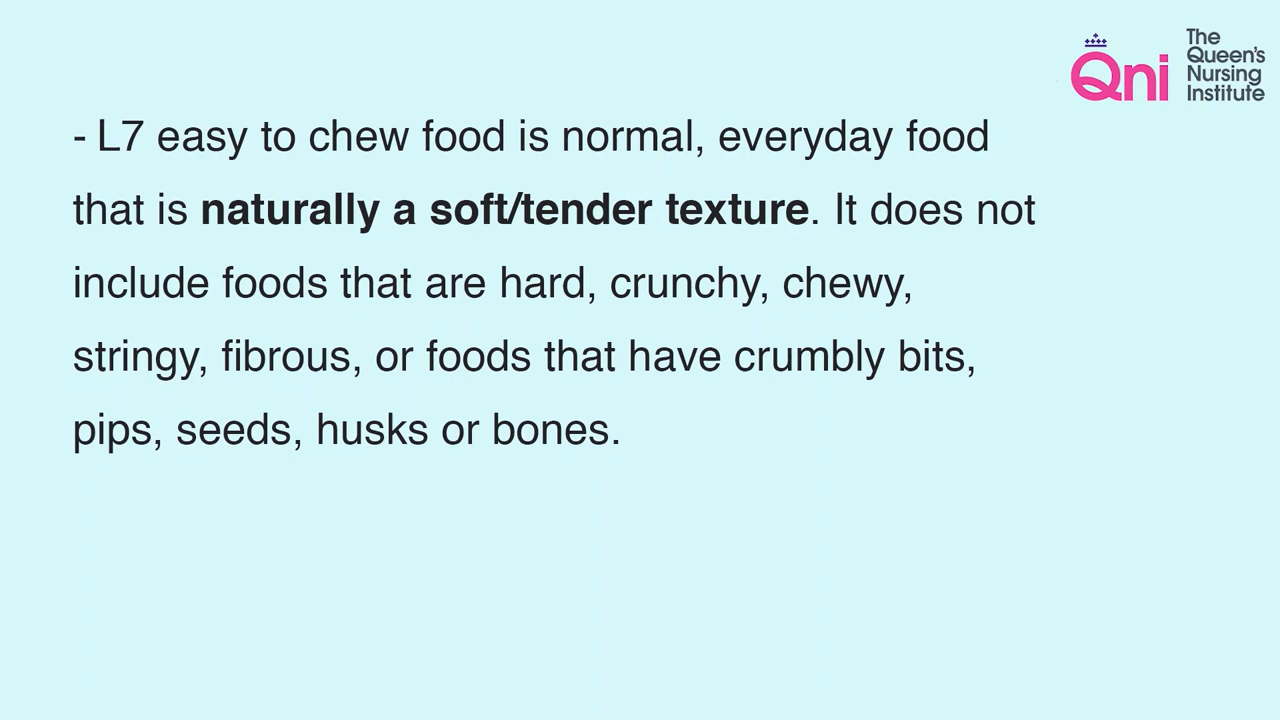 Qni
The
Queen's
Nursing
Institute
- L7 easy to chew food is normal, everyday food
that is naturally a soft/tender texture. It does not
include foods that are hard, crunchy, chewy,
stringy, fibrous, or foods that have crumbly bits,
pips, seeds, husks or bones.